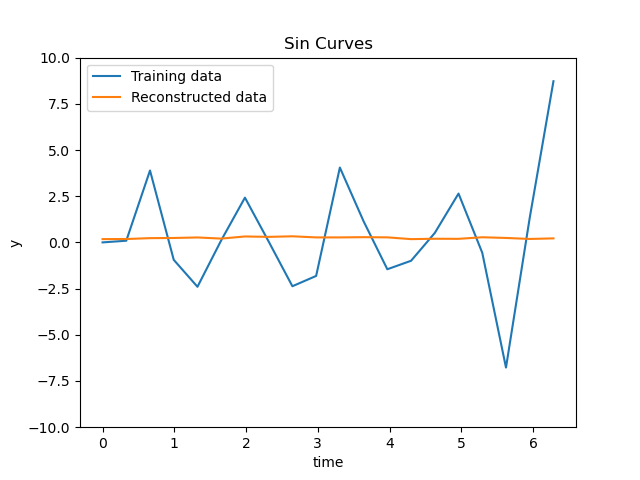 Sin Curves
Training data
Reconstructed data
10.0
7.5
5.0
2.5
0.0
−2.5
−5.0
−7.5
−10.0
y
0 1 2 3 4 5 6
time